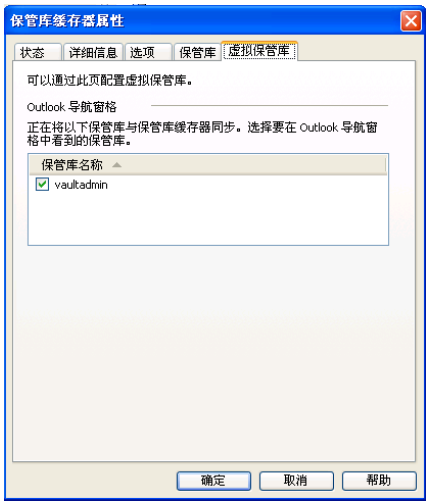 保管库缓存器属性
状态 详细信息 选项 保管库 虚拟保管库
可以通过此页配置虚拟保管库。
Outlook 导航窗格
正在将以下保管库与保管库缓存器同步。选择要在 Outlook 导航窗
格中看到的保管库。
保管库名称
vaultadmin
确定 取消 帮助